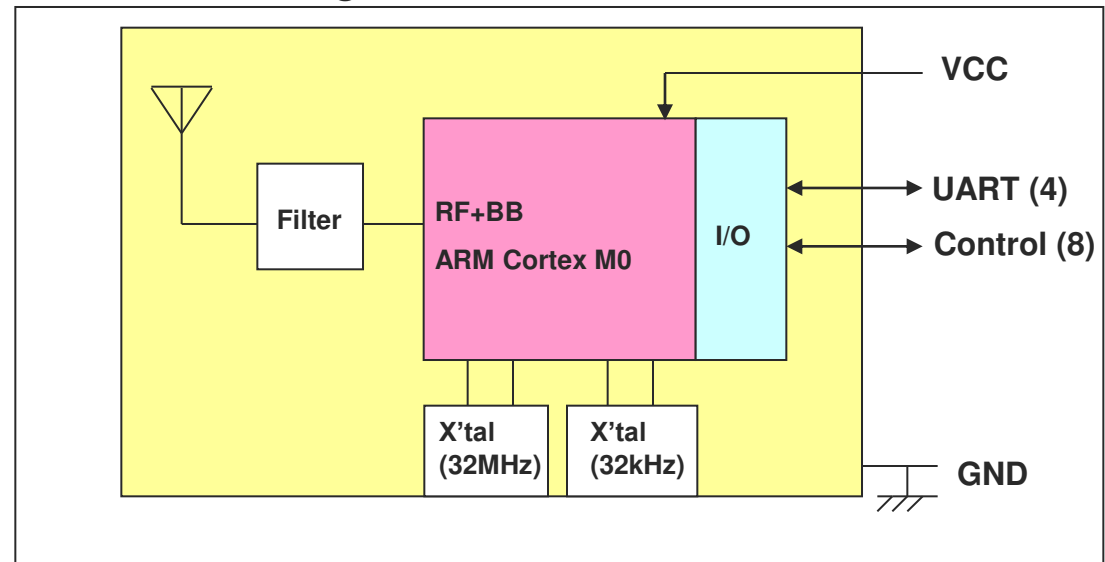 VCC
Filter
RF+BB
ARM Cortex M0
I/O
UART (4)
Control (8)
X’tal
(32MHz)
X’tal
(32kHz)
GND